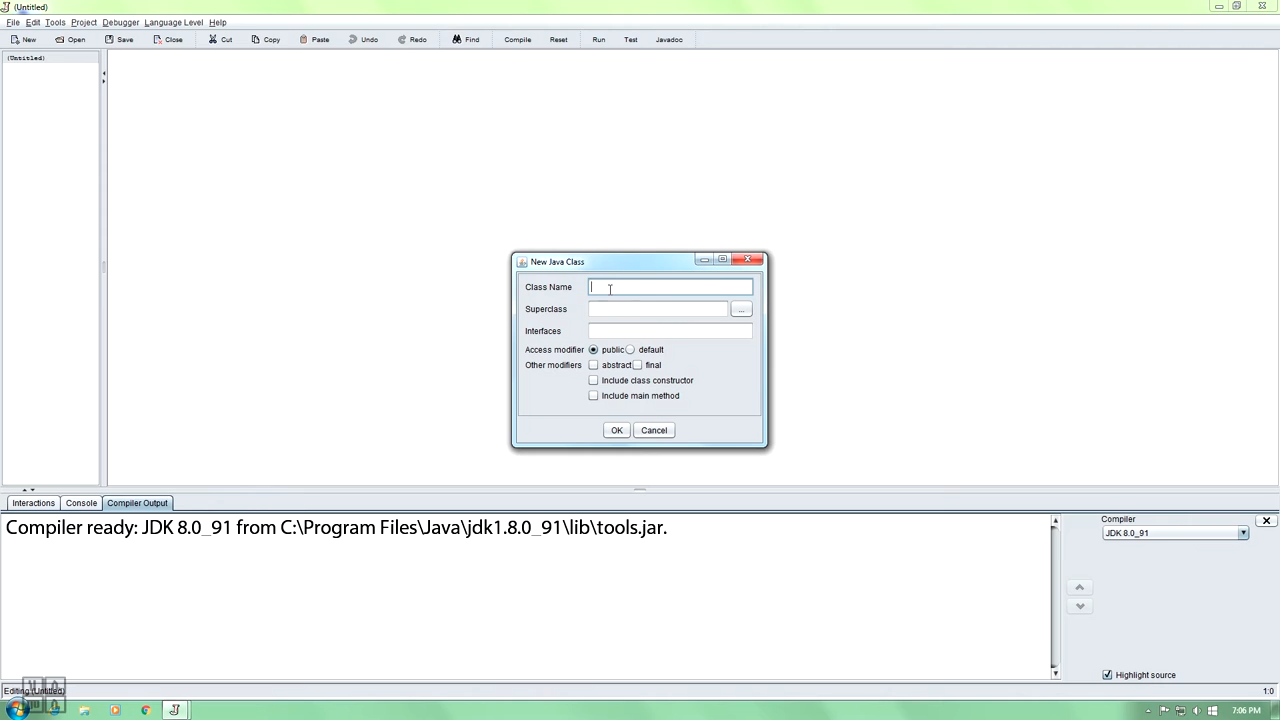 (Untitled)
File Edit Tools Project Debugger Language Level Help
New Open Save Close Cut Copy Paste Undo Redo Find Compile Reset Run Test Javadoc
(Untitled)
New Java Class
Class Name
Superclass ...
Interfaces
Access modifier public default
Other modifiers abstract final
Include class constructor
Include main method
OK Cancel
Interactions Console Compiler Output
Compiler ready: JDK 8.0_91 from C:\Program Files\Java\jdk1.8.0_91\lib\tools.jar.
Compiler
JDK 8.0_91
Highlight source
Editing (Untitled) 1:0
7:06 PM